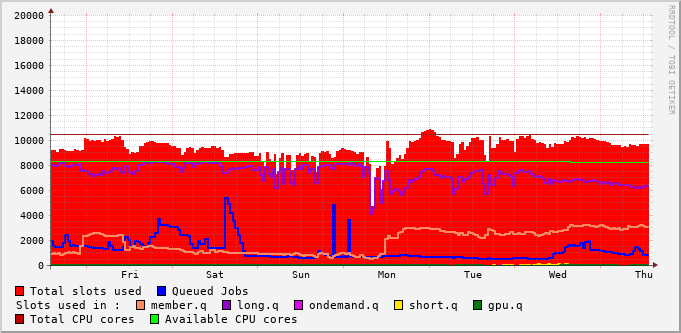 20000
18000
16000
14000
12000
10000
8000
6000
4000
2000
0
Fri Sat Sun Mon Tue Wed Thu
RRDTOOL / TOBI OETIKER
Total slots used Queued Jobs
Slots used in : member.q long.q ondemand.q short.q gpu.q
Total CPU cores Available CPU cores